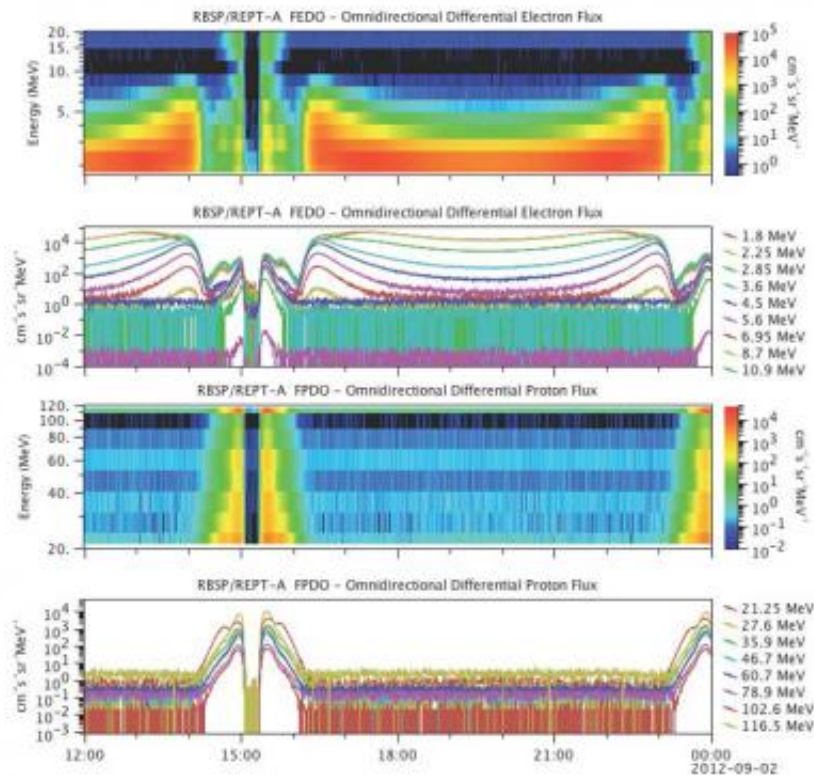 RBSP/REPT-A FEDO - Omnidirectional Differential Electron Flux
20.
15.
10.
5.
Energy (MeV)
10⁵
10⁴
10³
10²
10¹
10⁰
cm⁻²s⁻¹sr⁻¹MeV⁻¹
RBSP/REPT-A FEDO - Omnidirectional Differential Electron Flux
10⁴
10²
10⁰
10⁻²
10⁻⁴
cm⁻²s⁻¹sr⁻¹MeV⁻¹
1.8 MeV
2.25 MeV
2.85 MeV
3.6 MeV
4.5 MeV
5.6 MeV
6.95 MeV
8.7 MeV
10.9 MeV
RBSP/REPT-A FPDO - Omnidirectional Differential Proton Flux
120.
100.
80.
60.
40.
20.
Energy (MeV)
10⁴
10³
10²
10¹
10⁰
10⁻¹
10⁻²
cm⁻²s⁻¹sr⁻¹MeV⁻¹
RBSP/REPT-A FPDO - Omnidirectional Differential Proton Flux
10⁴
10³
10²
10¹
10⁰
10⁻¹
10⁻²
10⁻³
cm⁻²s⁻¹sr⁻¹MeV⁻¹
21.25 MeV
27.6 MeV
35.9 MeV
46.7 MeV
60.7 MeV
78.9 MeV
102.6 MeV
116.5 MeV
12:00 15:00 18:00 21:00 00:00
2012-09-02